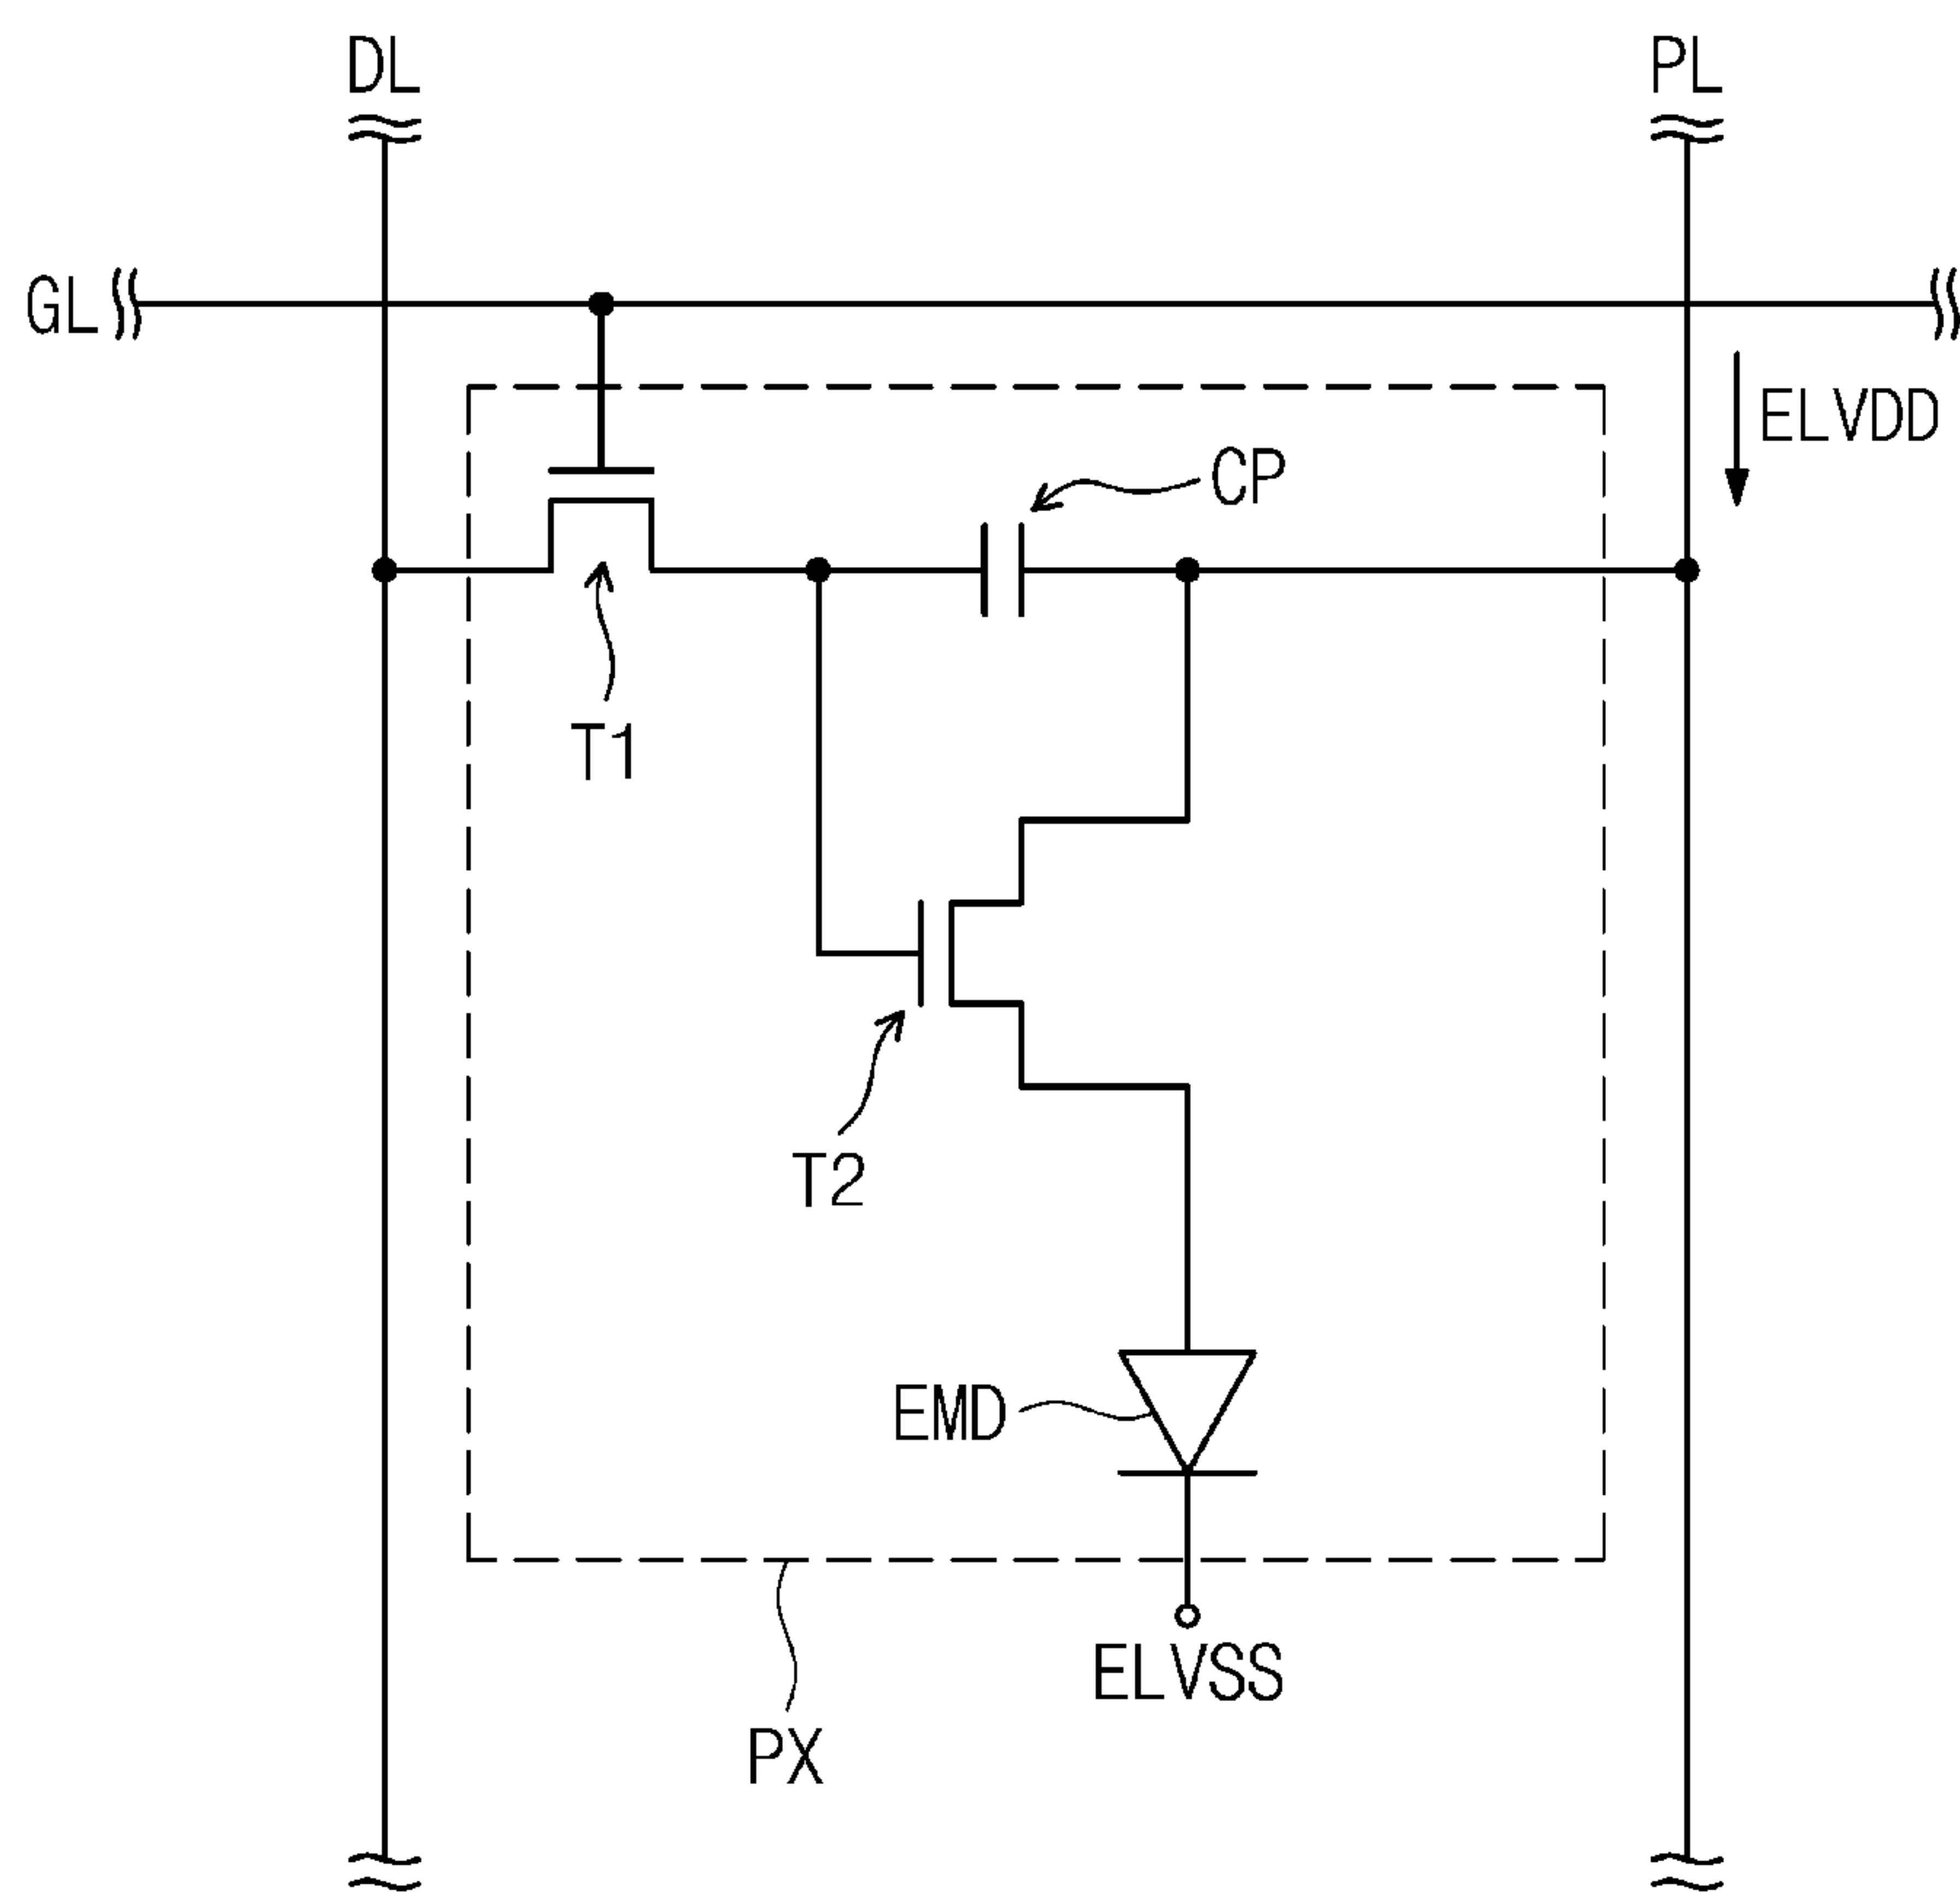 DL
PL
GL
ELVDD
CP
T1
T2
EMD
ELVSS
PX